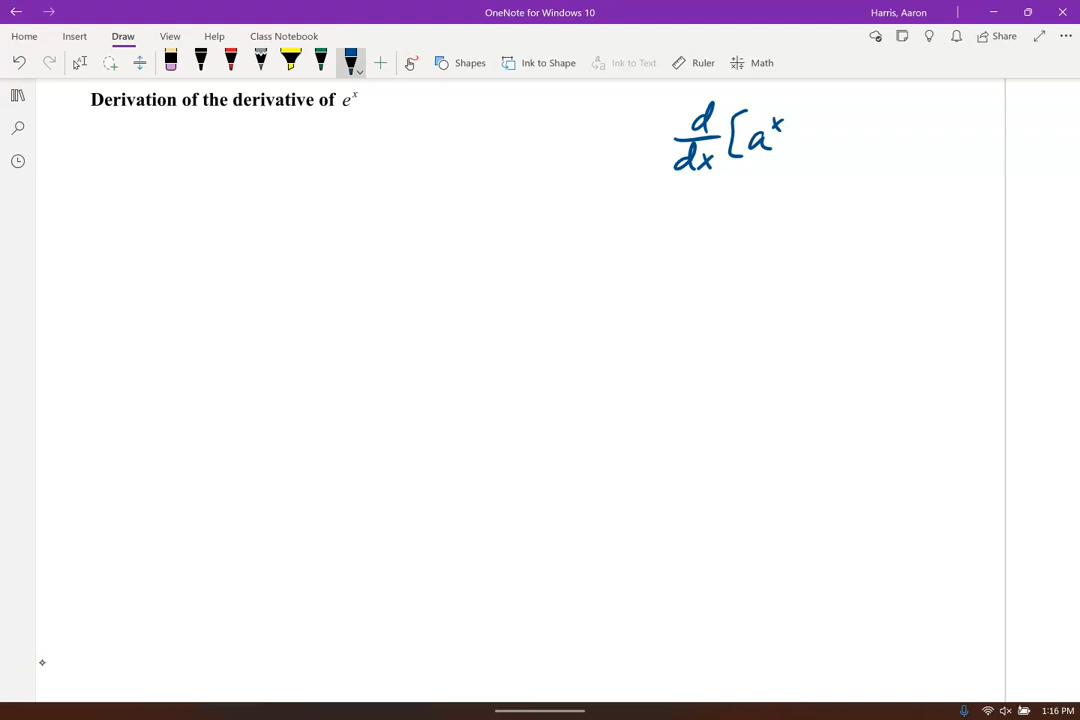 OneNote for Windows 10
Harris, Aaron
Home Insert Draw View Help Class Notebook Share
Shapes Ink to Shape Ink to Text Ruler Math
Derivation of the derivative of e^x
d/dx [a^x
1:16 PM